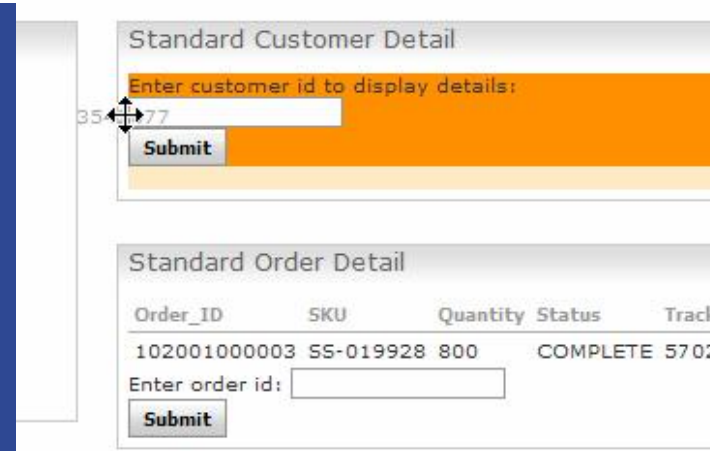 Standard Customer Detail
Enter customer id to display details:
Submit
Standard Order Detail
Order_ID SKU Quantity Status
102001000003 SS-019928 800 COMPLETE
Enter order id:
Submit